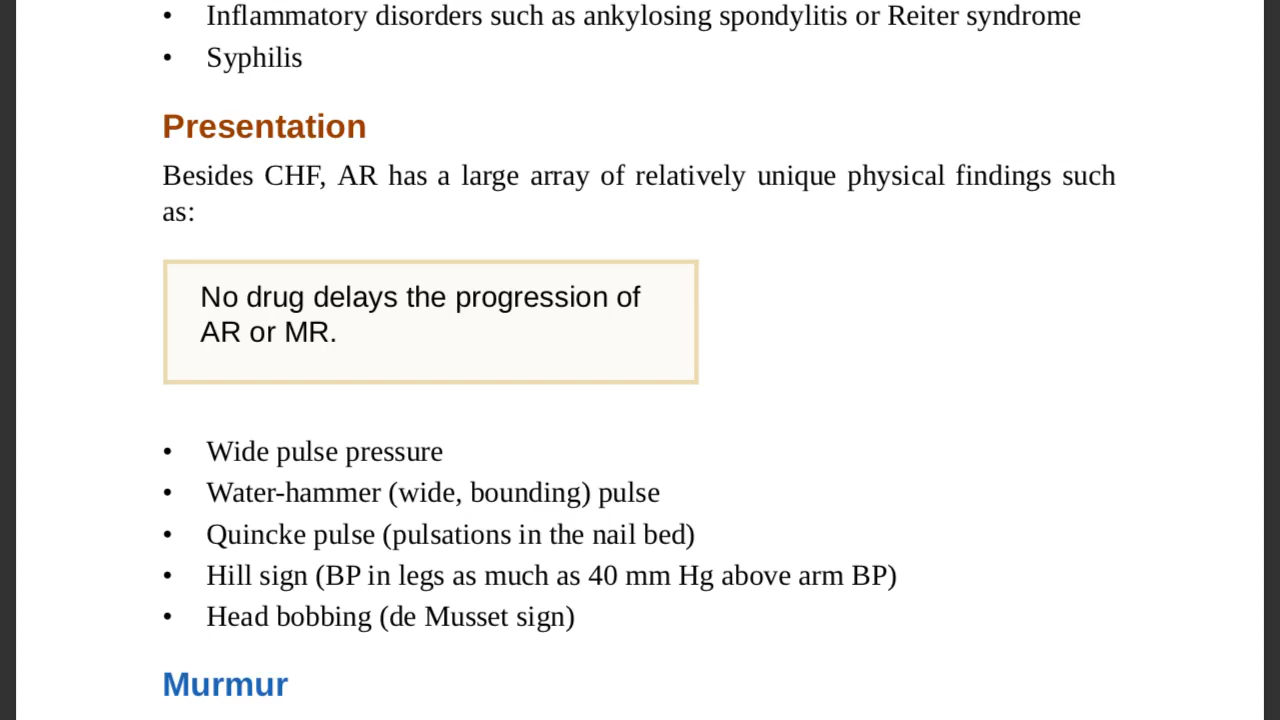 • Inflammatory disorders such as ankylosing spondylitis or Reiter syndrome
• Syphilis
Presentation
Besides CHF, AR has a large array of relatively unique physical findings such
as:
No drug delays the progression of
AR or MR.
• Wide pulse pressure
• Water-hammer (wide, bounding) pulse
• Quincke pulse (pulsations in the nail bed)
• Hill sign (BP in legs as much as 40 mm Hg above arm BP)
• Head bobbing (de Musset sign)
Murmur